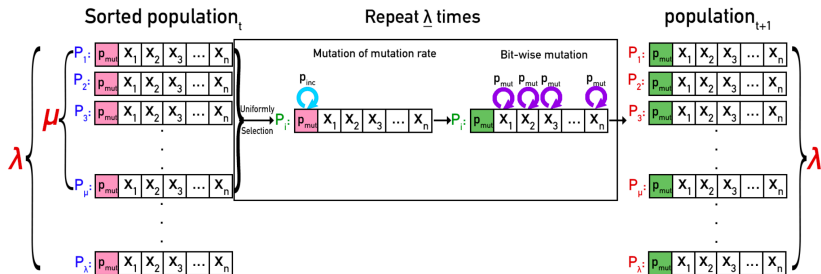 Sorted population_t
Repeat λ times
population_{t+1}
Mutation of mutation rate
Bit-wise mutation
P_1: p_mut X_1 X_2 X_3 ... X_n
P_2: p_mut X_1 X_2 X_3 ... X_n
P_3: p_mut X_1 X_2 X_3 ... X_n
P_μ: p_mut X_1 X_2 X_3 ... X_n
P_λ: p_mut X_1 X_2 X_3 ... X_n
μ
λ
Uniformly
Selection
p_inc
P_i: p_mut X_1 X_2 X_3 ... X_n
p_mut p_mut p_mut p_mut
P_i: p_mut X_1 X_2 X_3 ... X_n
P_1: p_mut X_1 X_2 X_3 ... X_n
P_2: p_mut X_1 X_2 X_3 ... X_n
P_3: p_mut X_1 X_2 X_3 ... X_n
P_μ: p_mut X_1 X_2 X_3 ... X_n
P_λ: p_mut X_1 X_2 X_3 ... X_n
λ